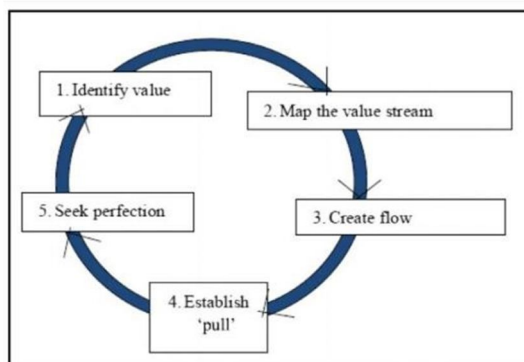 1. Identify value
2. Map the value stream
3. Create flow
4. Establish
‘pull’
5. Seek perfection